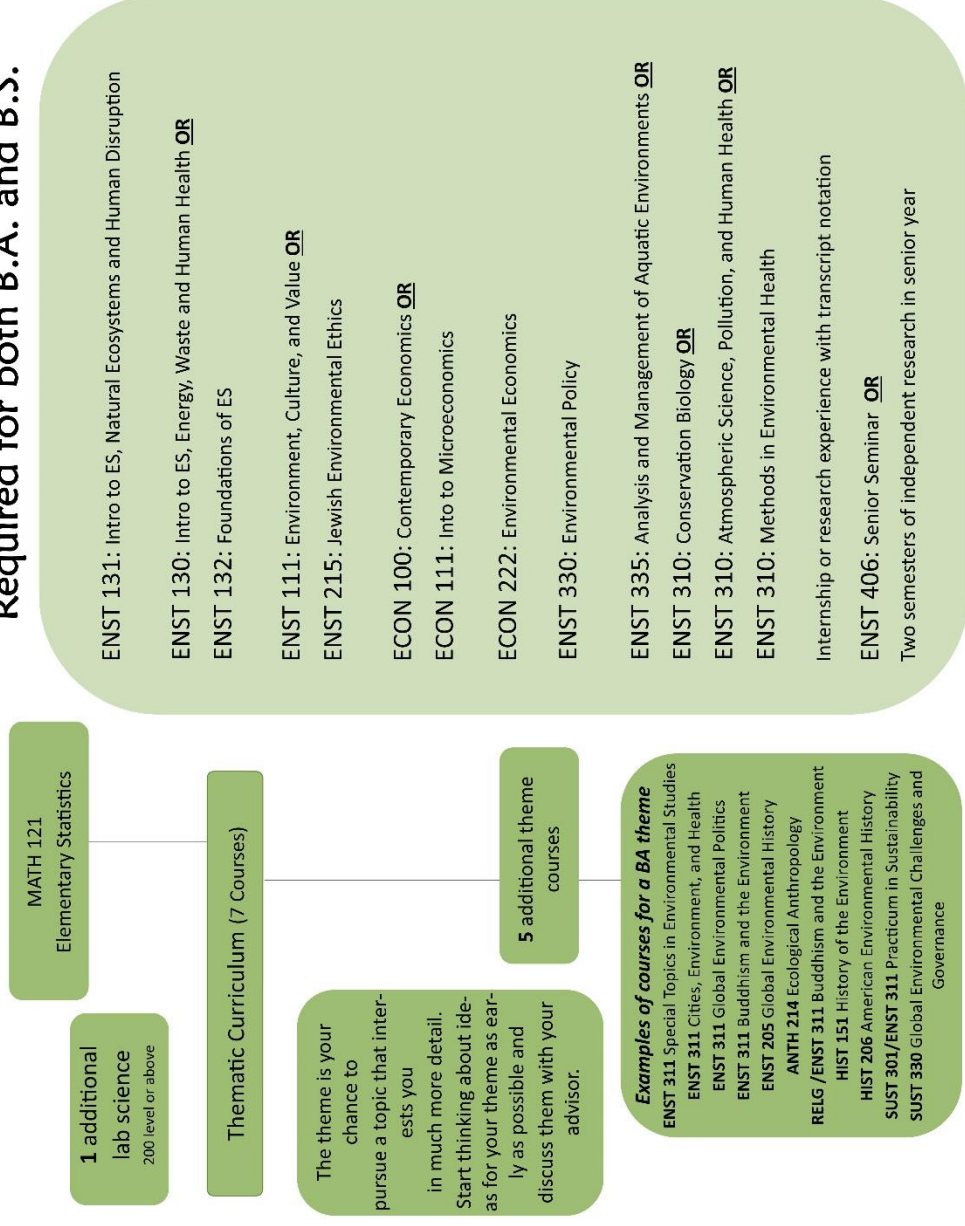 Required for both B.A. and B.S.
MATH 121
Elementary Statistics
1 additional
lab science
200 level or above
Thematic Curriculum (7 Courses)
The theme is your
chance to
pursue a topic that inter-
ests you
in much more detail.
Start thinking about ide-
as for your theme as ear-
ly as possible and
discuss them with your
advisor.
5 additional theme
courses
Examples of courses for a BA theme
ENST 311 Special Topics in Environmental Studies
ENST 311 Cities, Environment, and Health
ENST 311 Global Environmental Politics
ENST 311 Buddhism and the Environment
ENST 205 Global Environmental History
ANTH 214 Ecological Anthropology
RELG /ENST 311 Buddhism and the Environment
HIST 151 History of the Environment
HIST 206 American Environmental History
SUST 301/ENST 311 Practicum in Sustainability
SUST 330 Global Environmental Challenges and
Governance
ENST 131: Intro to ES, Natural Ecosystems and Human Disruption
ENST 130: Intro to ES, Energy, Waste and Human Health OR
ENST 132: Foundations of ES
ENST 111: Environment, Culture, and Value OR
ENST 215: Jewish Environmental Ethics
ECON 100: Contemporary Economics OR
ECON 111: Into to Microeconomics
ECON 222: Environmental Economics
ENST 330: Environmental Policy
ENST 335: Analysis and Management of Aquatic Environments OR
ENST 310: Conservation Biology OR
ENST 310: Atmospheric Science, Pollution, and Human Health OR
ENST 310: Methods in Environmental Health
Internship or research experience with transcript notation
ENST 406: Senior Seminar OR
Two semesters of independent research in senior year